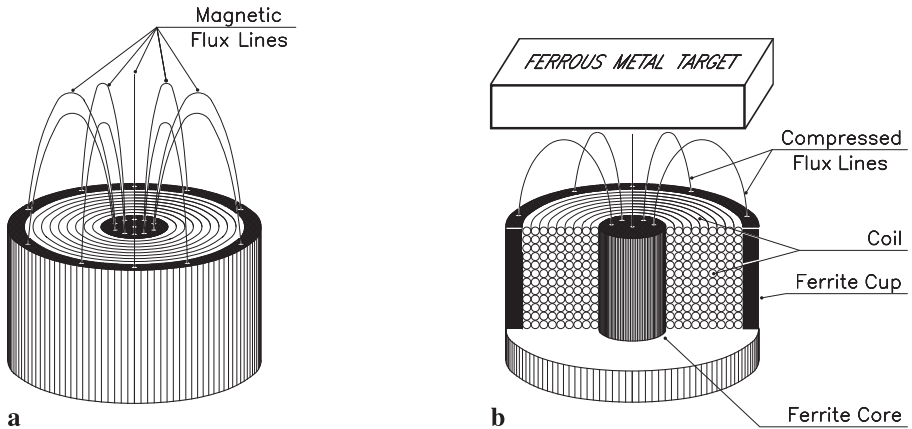 Magnetic
Flux Lines
a
FERROUS METAL TARGET
Compressed
Flux Lines
Coil
Ferrite Cup
Ferrite Core
b